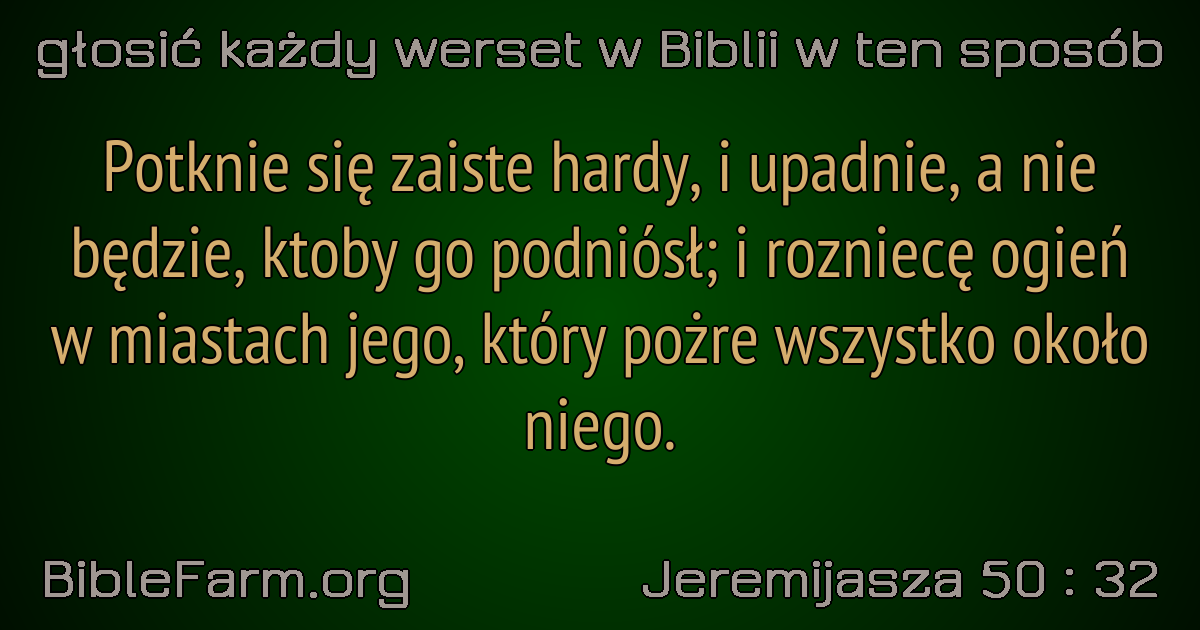 głosić każdy werset w Biblii w ten sposób
Potknie się zaiste hardy, i upadnie, a nie
będzie, ktoby go podniósł; i rozniecę ogień
w miastach jego, który pożre wszystko około
niego.
BibleFarm.org
Jeremijasza 50 : 32